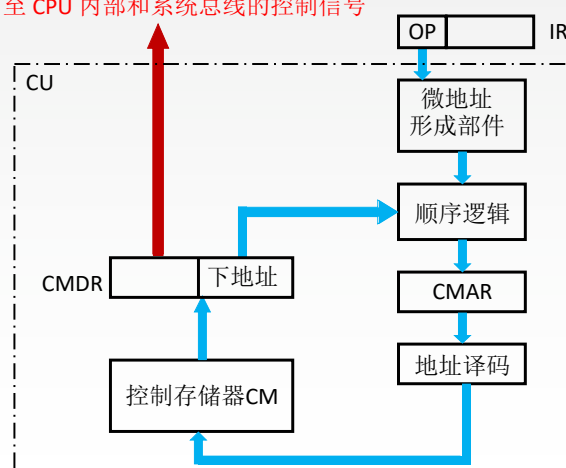 至 CPU 内部和系统总线的控制信号
OP
IR
CU
微地址
形成部件
顺序逻辑
CMDR
下地址
CMAR
控制存储器CM
地址译码